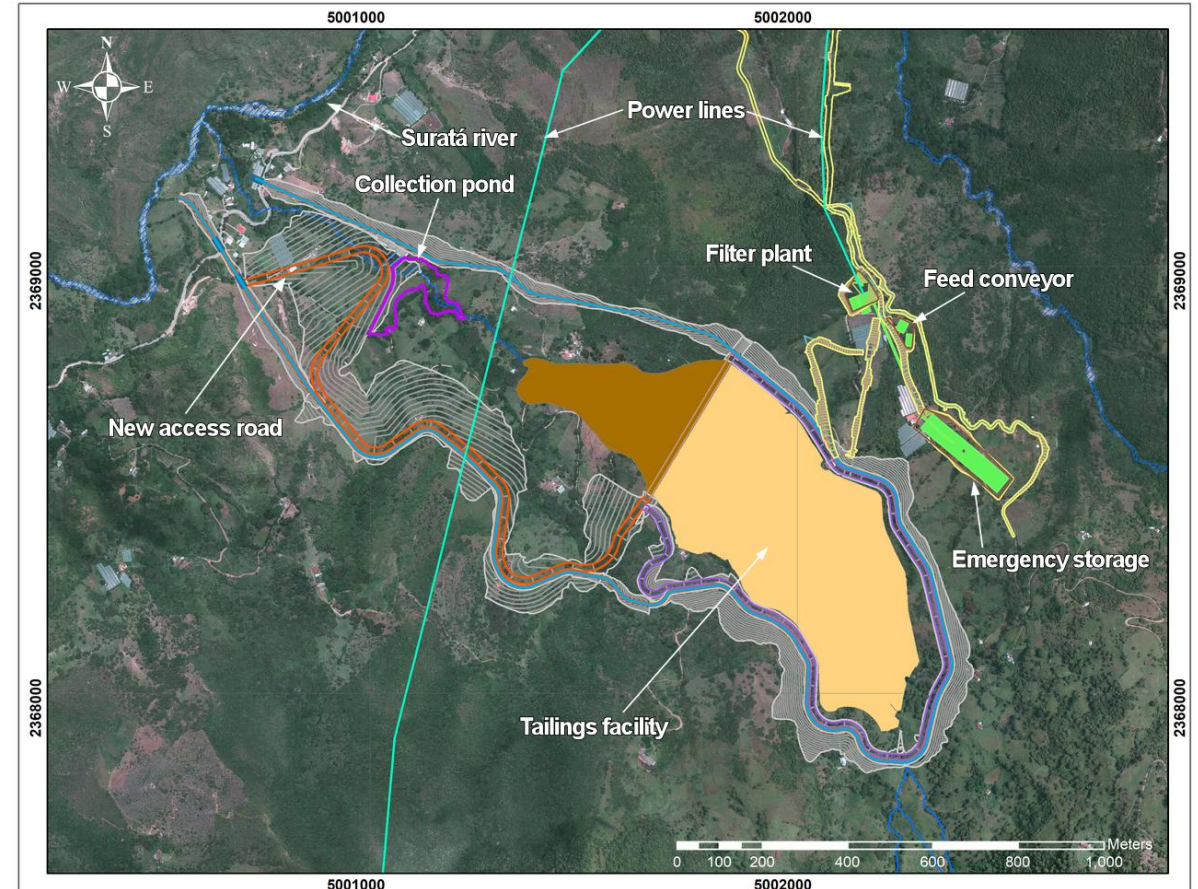 5001000
5002000
N
W
E
S
Power lines
Suratá river
Collection pond
2369000
2369000
Filter plant
Feed conveyor
New access road
Emergency storage
2368000
2368000
Tailings facility
Meters
0 100 200 400 600 800 1,000
5001000
5002000